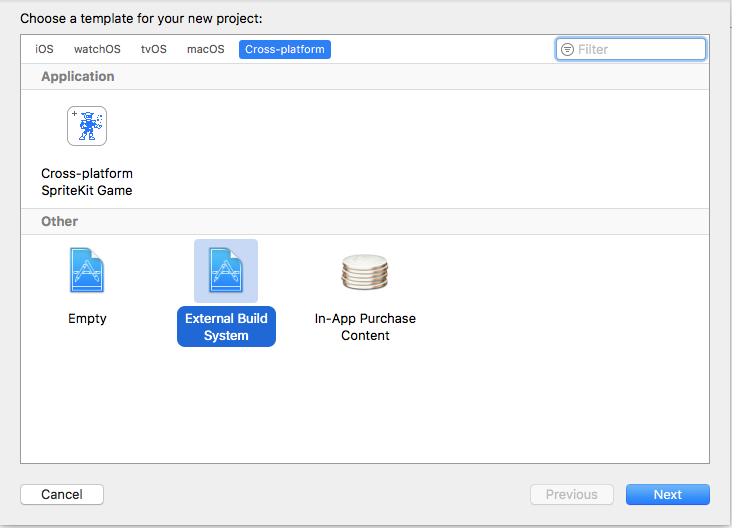 Choose a template for your new project:
iOS watchOS tvOS macOS Cross-platform Filter
Application
Cross-platform
SpriteKit Game
Other
Empty External Build In-App Purchase
System Content
Cancel Previous Next